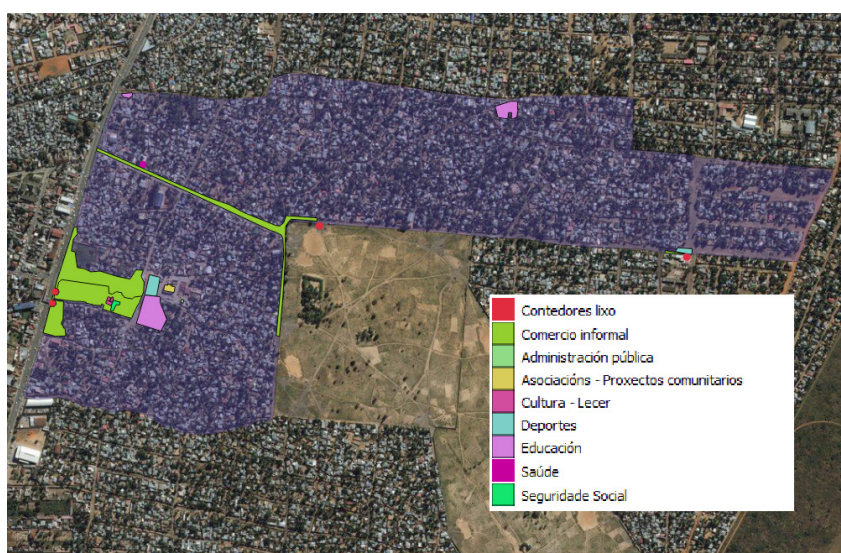 Contedores lixo
Comercio informal
Administración pública
Asociacións - Proxectos comunitarios
Cultura - Lecer
Deportes
Educación
Saúde
Seguridade Social